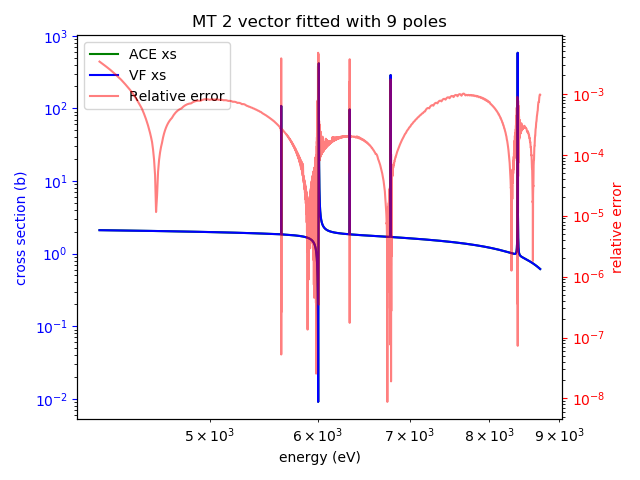 MT 2 vector fitted with 9 poles
ACE xs
VF xs
Relative error
cross section (b)
10³
10²
10¹
10⁰
10⁻¹
10⁻²
10⁻³
10⁻⁴
10⁻⁵
10⁻⁶
10⁻⁷
10⁻⁸
relative error
5 × 10³ 6 × 10³ 7 × 10³ 8 × 10³ 9 × 10³
energy (eV)